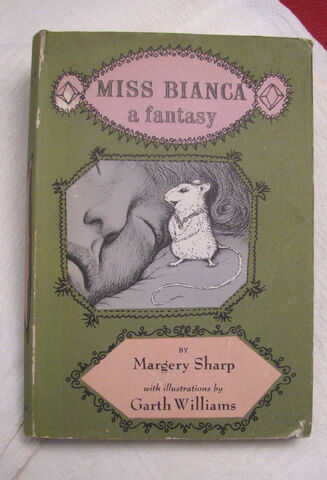 MISS BIANCA
a fantasy
BY
Margery Sharp
with illustrations by
Garth Williams